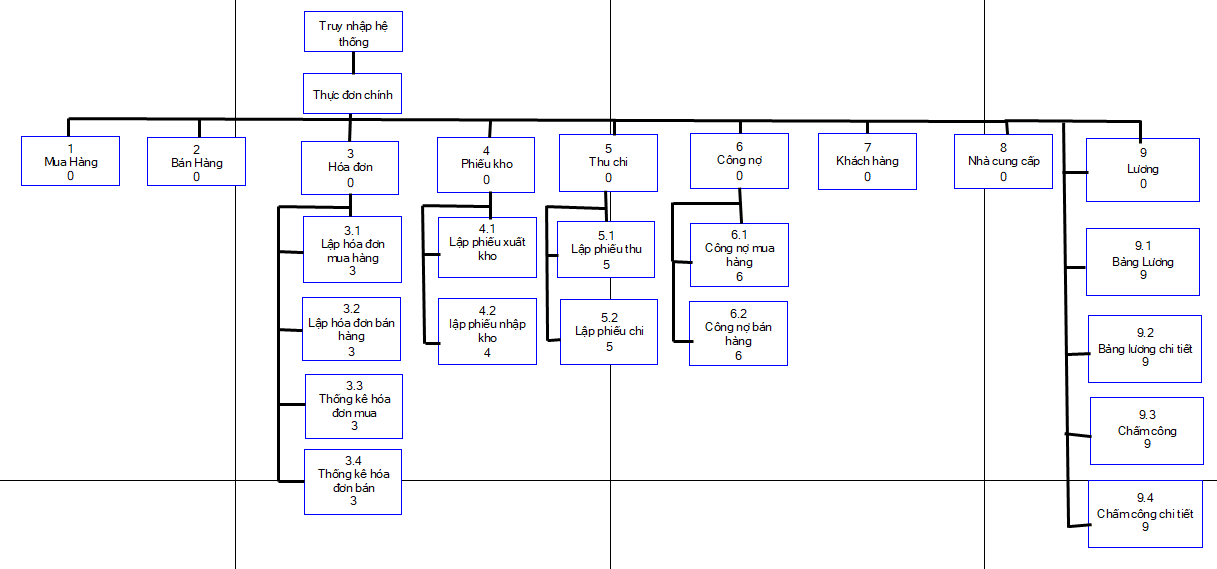 Truy nhập hệ
thống
Thực đơn chính
1
Mua Hàng
0
2
Bán Hàng
0
3
Hóa đơn
0
4
Phiếu kho
0
5
Thu chi
0
6
Công nợ
0
7
Khách hàng
0
8
Nhà cung cấp
0
9
Lương
0
3.1
Lập hóa đơn
mua hàng
3
3.2
Lập hóa đơn bán
hàng
3
3.3
Thống kê hóa
đơn mua
3
3.4
Thống kê hóa
đơn bán
3
4.1
Lập phiếu xuất
kho
4.2
lập phiếu nhập
kho
4
5.1
Lập phiếu thu
5
5.2
Lập phiếu chi
5
6.1
Công nợ mua
hàng
6
6.2
Công nợ bán
hàng
6
9.1
Bảng Lương
9
9.2
Bảng lương chi tiết
9
9.3
Chấm công
9
9.4
Chấm công chi tiết
9